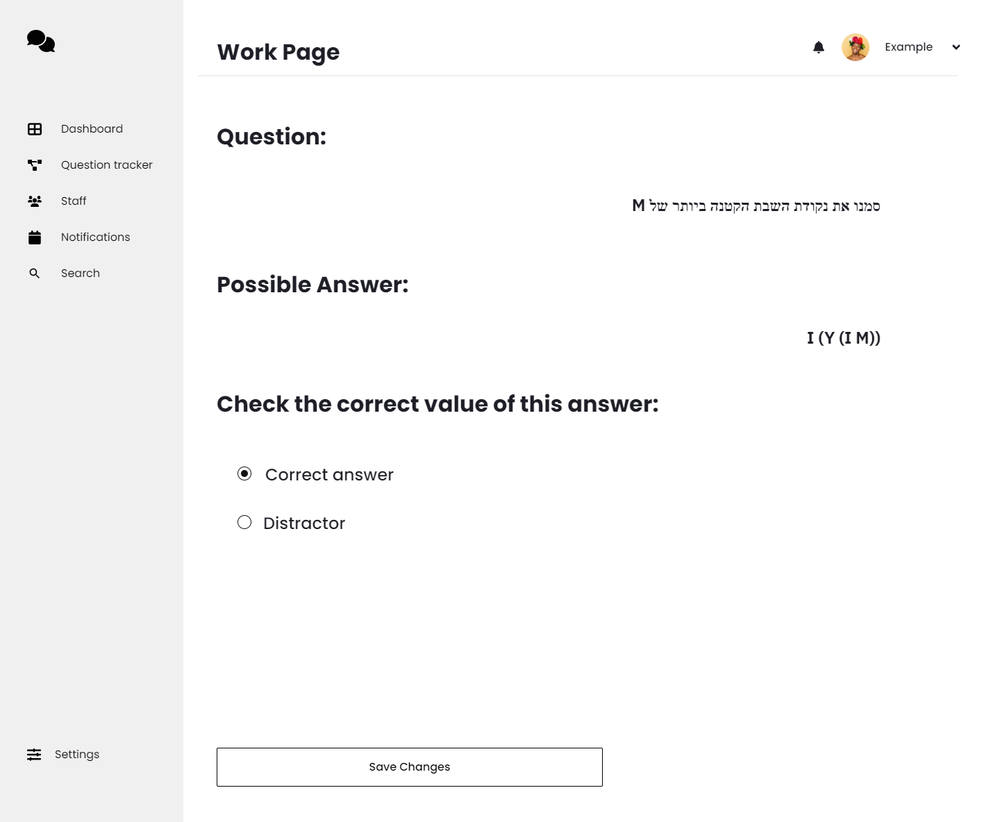 Work Page
Example
Dashboard
Question tracker
Staff
Notifications
Search
Settings
Question:
סמנו את נקודת השבת הקטנה ביותר של M
Possible Answer:
I (Y (I M))
Check the correct value of this answer:
Correct answer
Distractor
Save Changes